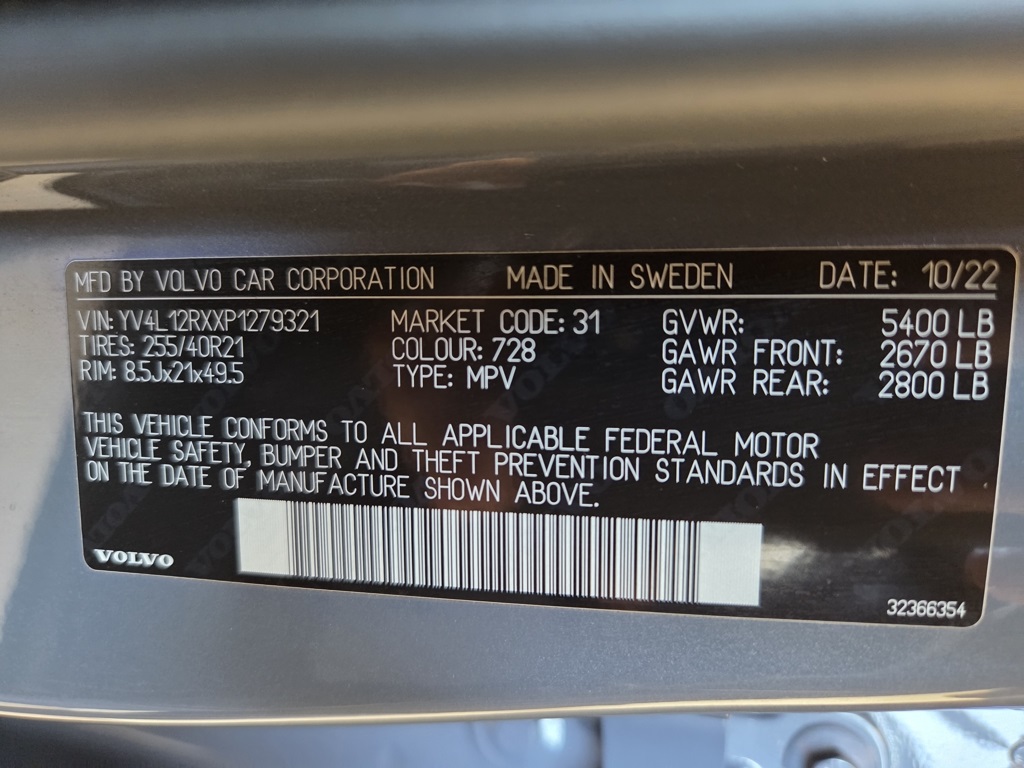 MFD BY VOLVO CAR CORPORATION MADE IN SWEDEN DATE: 10/22
VIN: YV4L12RXXP1279321 MARKET CODE: 31 GVWR: 5400 LB
TIRES: 255/40R21 COLOUR: 728 GAWR FRONT: 2670 LB
RIM: 8.5Jx21x49.5 TYPE: MPV GAWR REAR: 2800 LB
THIS VEHICLE CONFORMS TO ALL APPLICABLE FEDERAL MOTOR
VEHICLE SAFETY, BUMPER AND THEFT PREVENTION STANDARDS IN EFFECT
ON THE DATE OF MANUFACTURE SHOWN ABOVE.
VOLVO
32366354